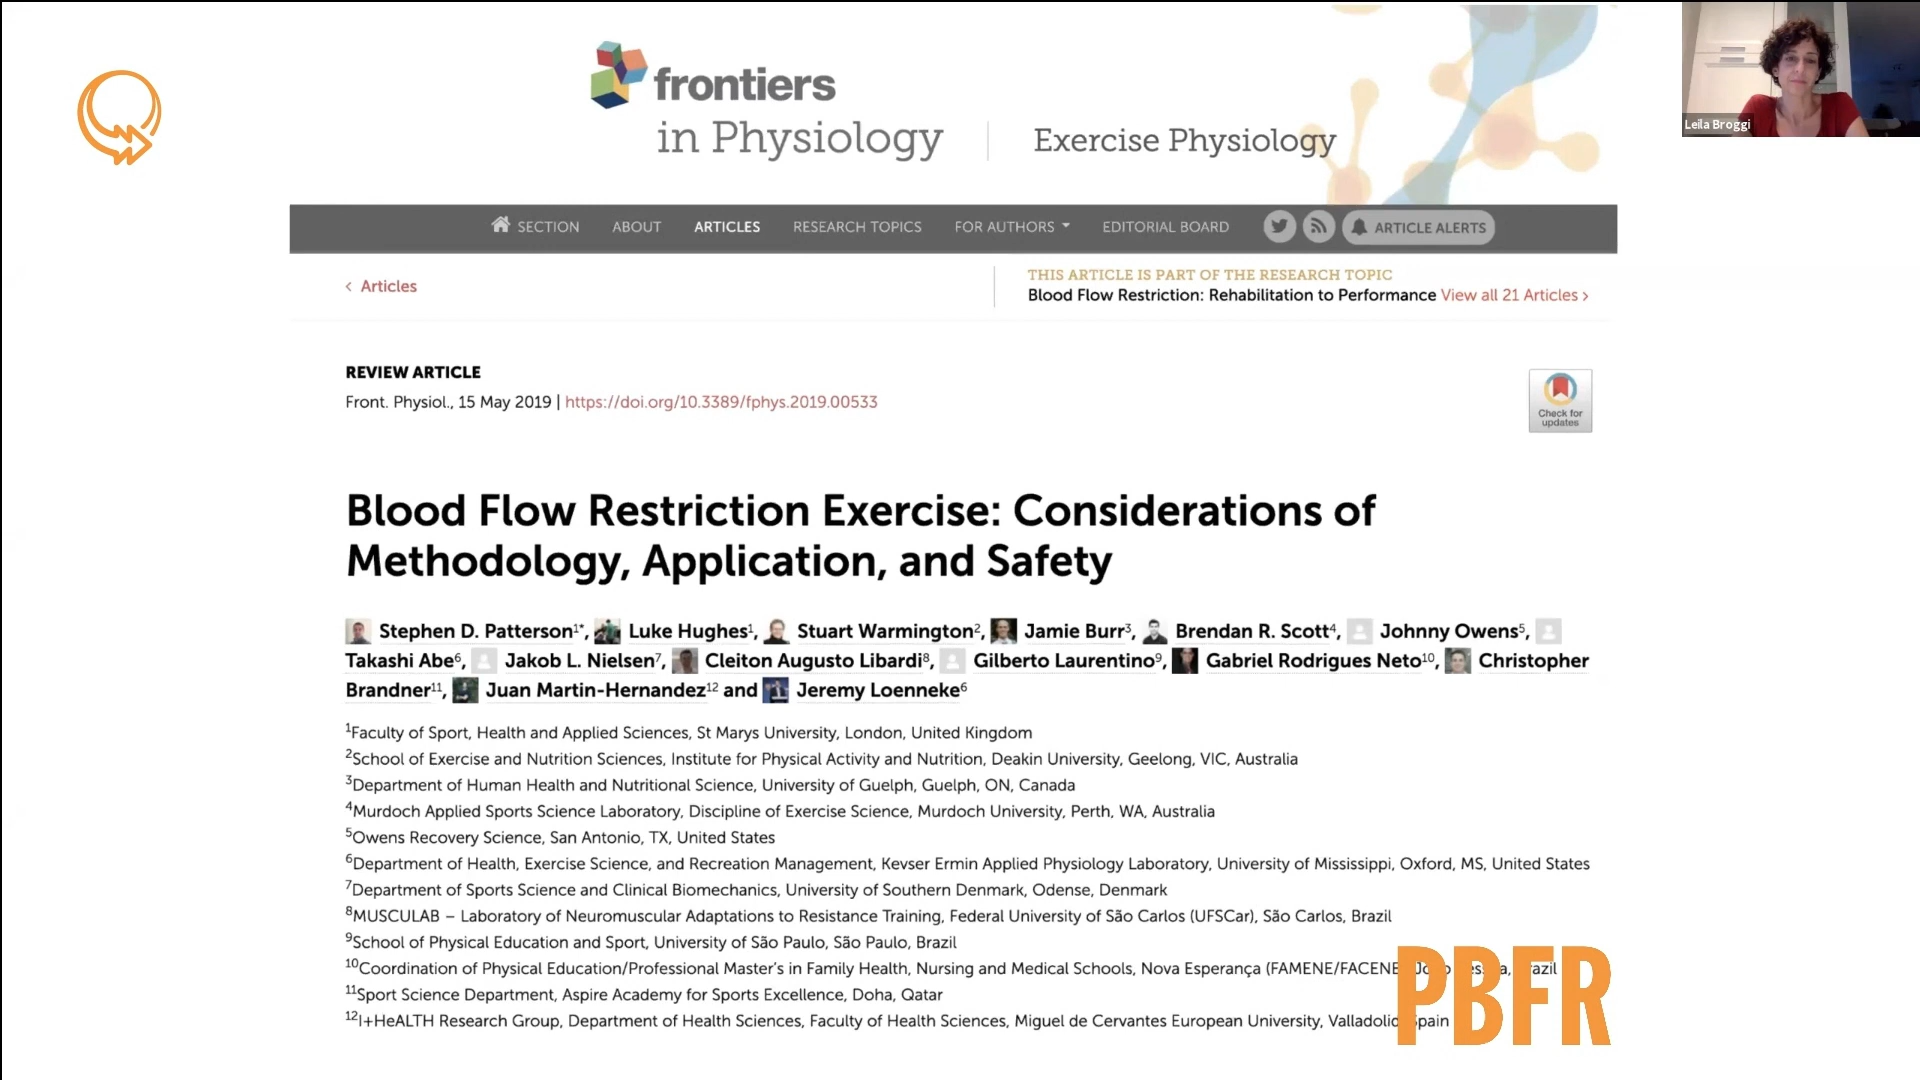 frontiers
in Physiology
Exercise Physiology
Leila Broggi
SECTION ABOUT ARTICLES RESEARCH TOPICS FOR AUTHORS EDITORIAL BOARD ARTICLE ALERTS
< Articles
THIS ARTICLE IS PART OF THE RESEARCH TOPIC
Blood Flow Restriction: Rehabilitation to Performance View all 21 Articles >
REVIEW ARTICLE
Front. Physiol., 15 May 2019 | https://doi.org/10.3389/fphys.2019.00533
Check for
updates
Blood Flow Restriction Exercise: Considerations of
Methodology, Application, and Safety
Stephen D. Patterson1*, Luke Hughes1, Stuart Warmington2, Jamie Burr3, Brendan R. Scott4, Johnny Owens5,
Takashi Abe6, Jakob L. Nielsen7, Cleiton Augusto Libardi8, Gilberto Laurentino9, Gabriel Rodrigues Neto10, Christopher
Brandner11, Juan Martin-Hernandez12 and Jeremy Loenneke6
1Faculty of Sport, Health and Applied Sciences, St Marys University, London, United Kingdom
2School of Exercise and Nutrition Sciences, Institute for Physical Activity and Nutrition, Deakin University, Geelong, VIC, Australia
3Department of Human Health and Nutritional Science, University of Guelph, Guelph, ON, Canada
4Murdoch Applied Sports Science Laboratory, Discipline of Exercise Science, Murdoch University, Perth, WA, Australia
5Owens Recovery Science, San Antonio, TX, United States
6Department of Health, Exercise Science, and Recreation Management, Kevser Ermin Applied Physiology Laboratory, University of Mississippi, Oxford, MS, United States
7Department of Sports Science and Clinical Biomechanics, University of Southern Denmark, Odense, Denmark
8MUSCULAB – Laboratory of Neuromuscular Adaptations to Resistance Training, Federal University of São Carlos (UFSCar), São Carlos, Brazil
9School of Physical Education and Sport, University of São Paulo, São Paulo, Brazil
10Coordination of Physical Education/Professional Master's in Family Health, Nursing and Medical Schools, Nova Esperança (FAMENE/FACENE
11Sport Science Department, Aspire Academy for Sports Excellence, Doha, Qatar
12I+HeALTH Research Group, Department of Health Sciences, Faculty of Health Sciences, Miguel de Cervantes European University, Spain
PBFR